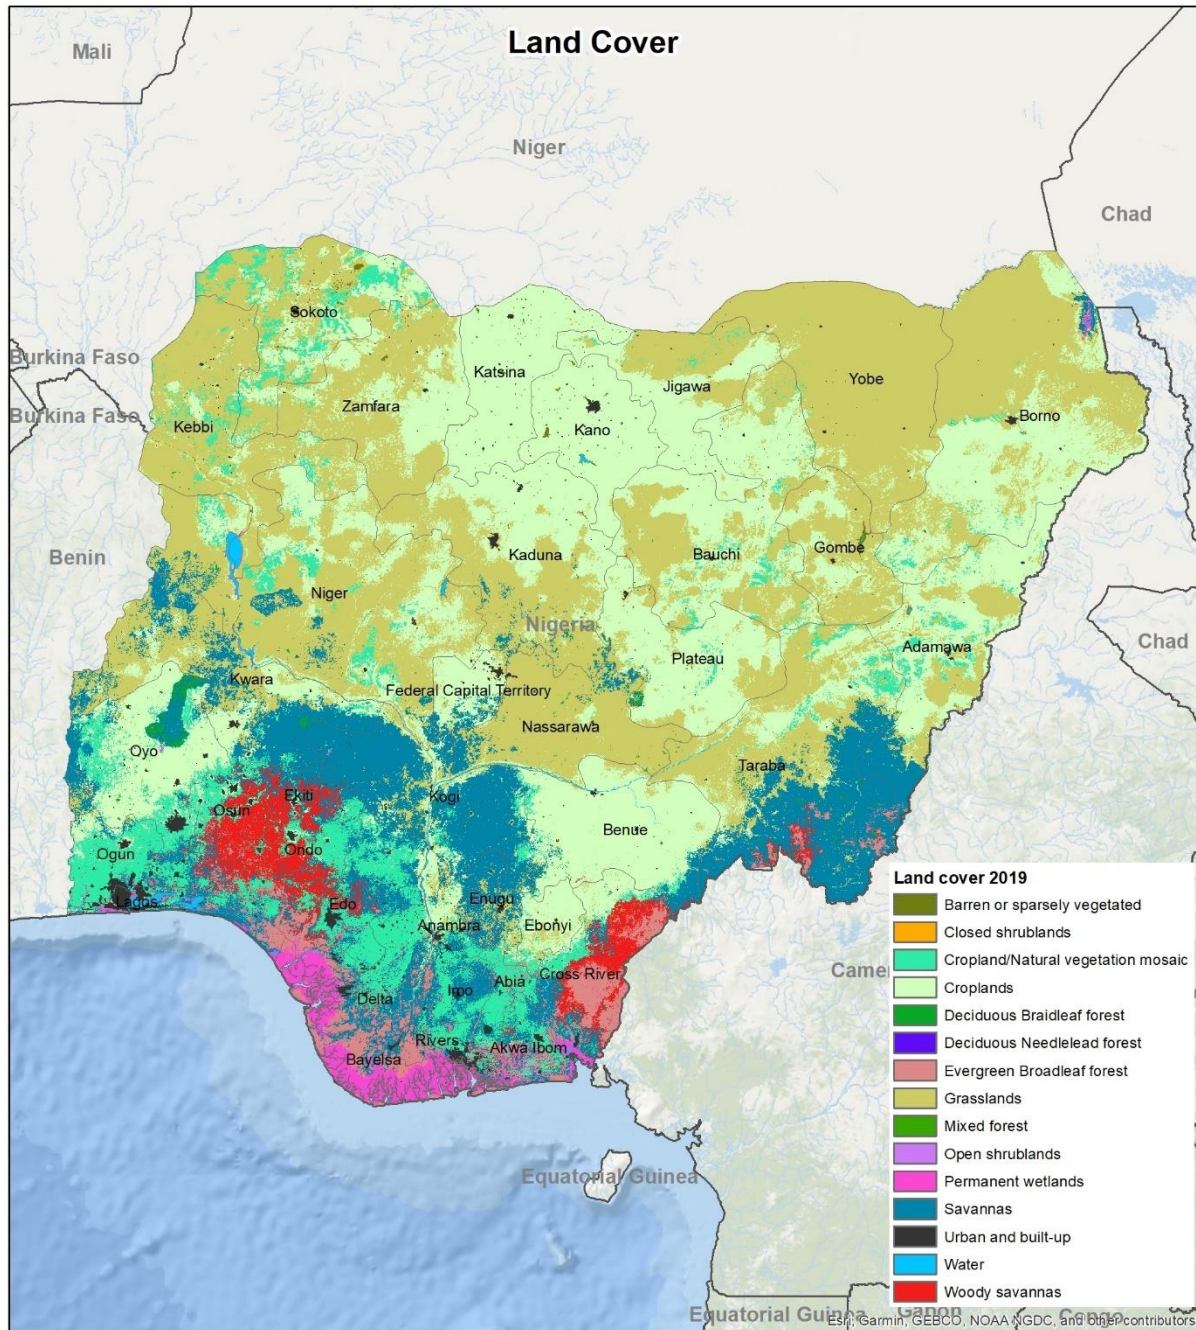 Land Cover
Mali
Niger
Chad
Sokoto
Burkina Faso
Katsina
Jigawa
Yobe
Zamfara
Burkina Faso
Kebbi
Kano
Borno
Benin
Kaduna
Bauchi
Gombe
Niger
Nigeria
Chad
Adamawa
Plateau
Kwara
Federal Capital Territory
Nassarawa
Oyo
Taraba
Ekiti
Kogi
Osun
Benue
Ondo
Ogun
Lagos
Edo
Enugu
Anambra
Ebonyi
Cross River
Came
Delta
Imo
Abia
Rivers
Akwa Ibom
Bayelsa
Equatorial Guinea
Land cover 2019
Barren or sparsely vegetated
Closed shrublands
Cropland/Natural vegetation mosaic
Croplands
Deciduous Braidleaf forest
Deciduous Needlelead forest
Evergreen Broadleaf forest
Grasslands
Mixed forest
Open shrublands
Permanent wetlands
Savannas
Urban and built-up
Water
Woody savannas
Equatorial Guinea
Gabon
Congo
Esri, Garmin, GEBCO, NOAA NGDC, and other contributors